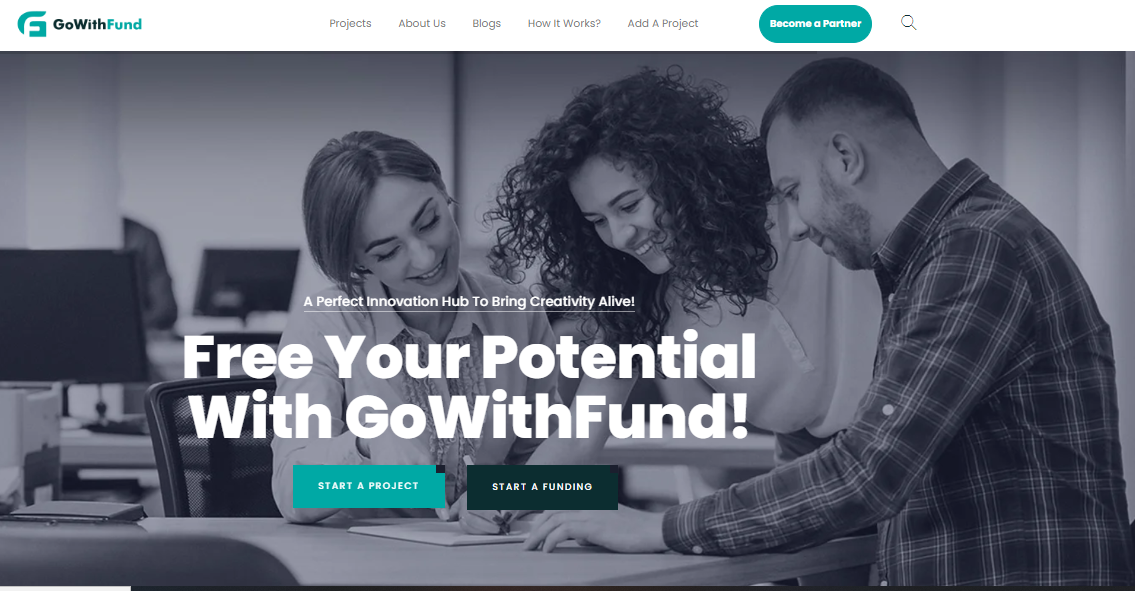 GoWithFund
Projects
About Us
Blogs
How It Works?
Add A Project
Become a Partner
A Perfect Innovation Hub To Bring Creativity Alive!
Free Your Potential
With GoWithFund!
START A PROJECT
START A FUNDING